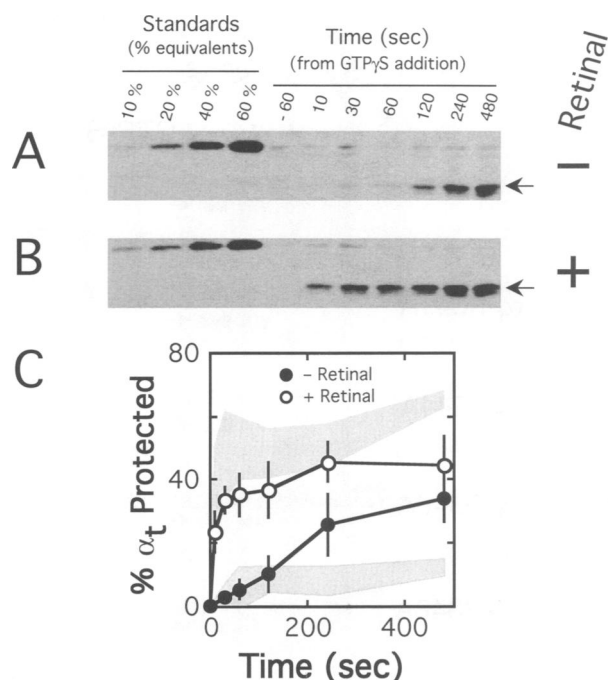 Standards
(% equivalents)
Time (sec)
(from GTPγS addition)
Retinal
10 %
20 %
40 %
60 %
- 60
10
30
60
120
240
480
A
−
B
+
C
80
40
0
% αt Protected
– Retinal
+ Retinal
0
200
400
Time (sec)